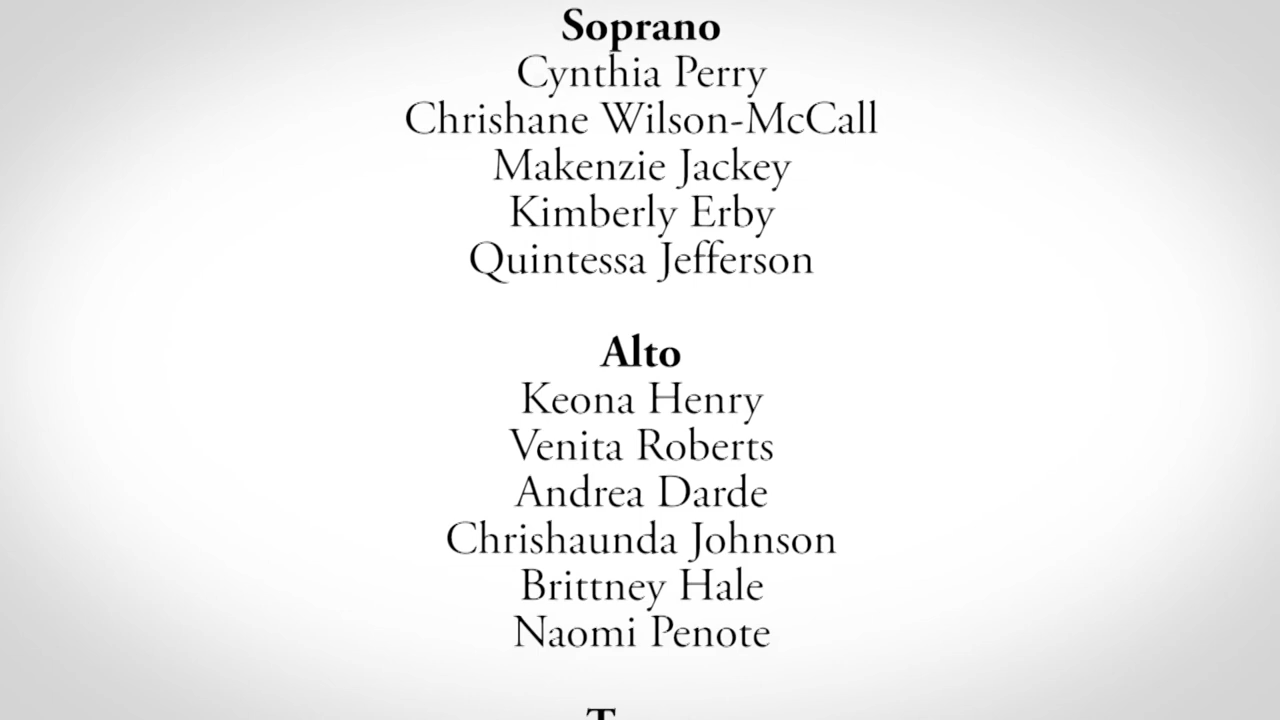 Soprano
Cynthia Perry
Chrishane Wilson-McCall
Makenzie Jackey
Kimberly Erby
Quintessa Jefferson
Alto
Keona Henry
Venita Roberts
Andrea Darde
Chrishaunda Johnson
Brittney Hale
Naomi Penote